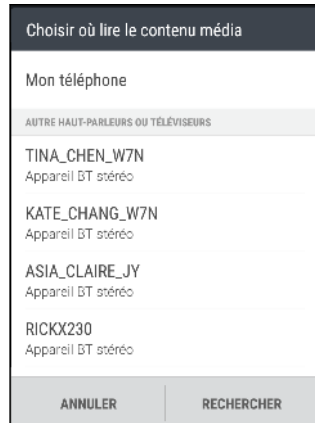 Choisir où lire le contenu média
Mon téléphone
AUTRE HAUT-PARLEURS OU TÉLÉVISEURS
TINA_CHEN_W7N
Appareil BT stéréo
KATE_CHANG_W7N
Appareil BT stéréo
ASIA_CLAIRE_JY
Appareil BT stéréo
RICKX230
Appareil BT stéréo
ANNULER
RECHERCHER